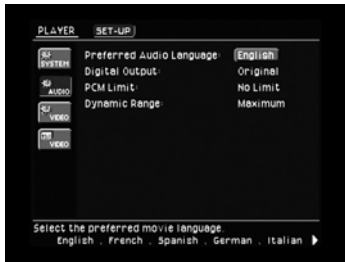 PLAYER SET-UP
SYSTEM
AUDIO
VIDEO
VIDEO
Preferred Audio Language: English
Digital Output: Original
PCM Limit: No Limit
Dynamic Range: Maximum
Select the preferred movie language.
English . French . Spanish . German . Italian